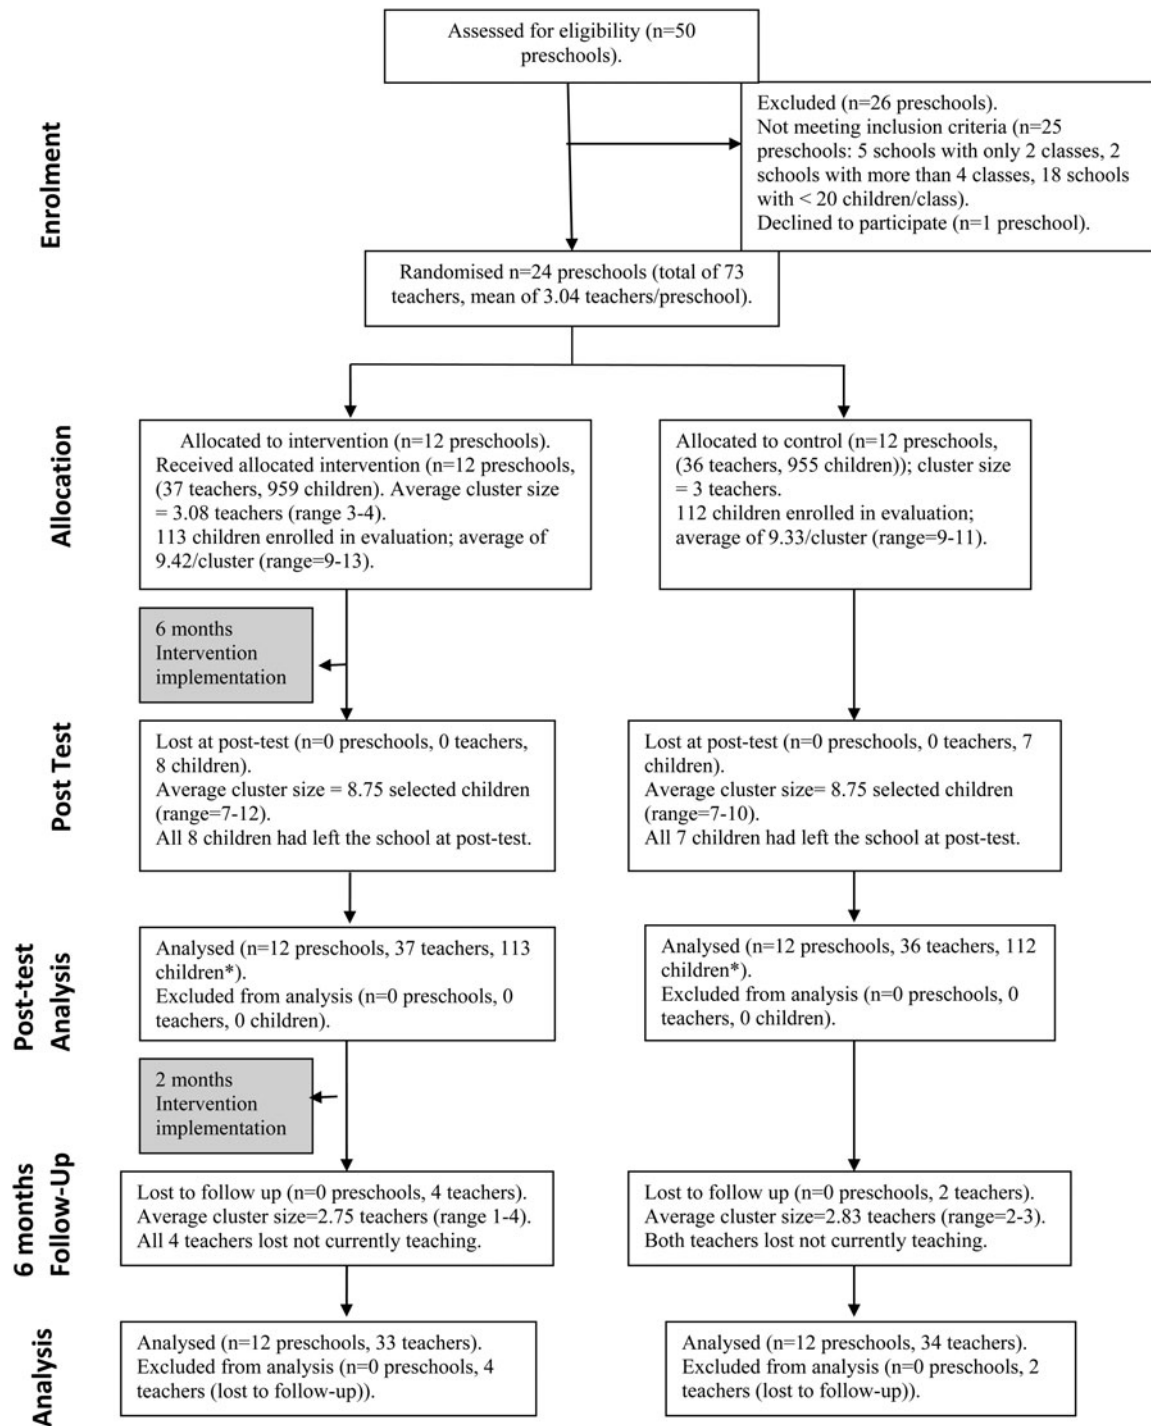 Assessed for eligibility (n=50
preschools).
Enrolment
Excluded (n=26 preschools).
Not meeting inclusion criteria (n=25
preschools: 5 schools with only 2 classes, 2
schools with more than 4 classes, 18 schools
with < 20 children/class).
Declined to participate (n=1 preschool).
Randomised n=24 preschools (total of 73
teachers, mean of 3.04 teachers/preschool).
Allocation
Allocated to intervention (n=12 preschools).
Received allocated intervention (n=12 preschools,
(37 teachers, 959 children). Average cluster size
= 3.08 teachers (range 3-4).
113 children enrolled in evaluation; average of
9.42/cluster (range=9-13).
Allocated to control (n=12 preschools,
(36 teachers, 955 children)); cluster size
= 3 teachers.
112 children enrolled in evaluation;
average of 9.33/cluster (range=9-11).
6 months
Intervention
implementation
Post Test
Lost at post-test (n=0 preschools, 0 teachers,
8 children).
Average cluster size = 8.75 selected children
(range=7-12).
All 8 children had left the school at post-test.
Lost at post-test (n=0 preschools, 0 teachers, 7
children).
Average cluster size= 8.75 selected children
(range=7-10).
All 7 children had left the school at post-test.
Post-test
Analysis
Analysed (n=12 preschools, 37 teachers, 113
children*).
Excluded from analysis (n=0 preschools, 0
teachers, 0 children).
Analysed (n=12 preschools, 36 teachers, 112
children*).
Excluded from analysis (n=0 preschools, 0
teachers, 0 children).
2 months
Intervention
implementation
6 months
Follow-Up
Lost to follow up (n=0 preschools, 4 teachers).
Average cluster size=2.75 teachers (range 1-4).
All 4 teachers lost not currently teaching.
Lost to follow up (n=0 preschools, 2 teachers).
Average cluster size=2.83 teachers (range=2-3).
Both teachers lost not currently teaching.
Analysis
Analysed (n=12 preschools, 33 teachers).
Excluded from analysis (n=0 preschools, 4
teachers (lost to follow-up)).
Analysed (n=12 preschools, 34 teachers).
Excluded from analysis (n=0 preschools, 2
teachers (lost to follow-up)).